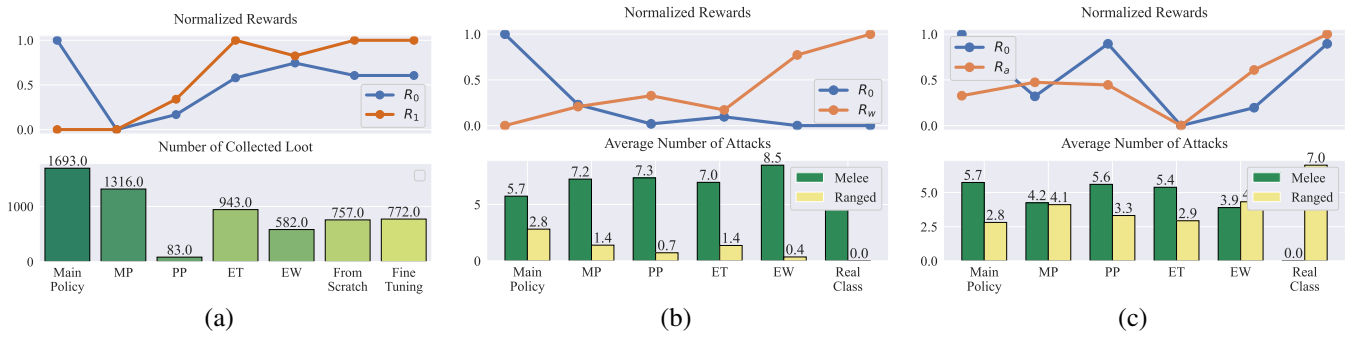 Normalized Rewards
1.0
0.5
0.0
R0
R1
Number of Collected Loot
1693.0
1316.0
83.0
943.0
582.0
757.0
772.0
1000
0
Main Policy
MP
PP
ET
EW
From Scratch
Fine Tuning
(a)
Normalized Rewards
1.0
0.5
0.0
R0
Rw
Average Number of Attacks
5.7
2.8
7.2
1.4
7.3
0.7
7.0
1.4
8.5
0.4
0.0
Melee
Ranged
5
0
Main Policy
MP
PP
ET
EW
Real Class
(b)
Normalized Rewards
1.0
0.5
0.0
R0
Ra
Average Number of Attacks
5.7
2.8
4.2
4.1
5.6
3.3
5.4
2.9
3.9
0.0
7.0
Melee
Ranged
5.0
2.5
0.0
Main Policy
MP
PP
ET
EW
Real Class
(c)